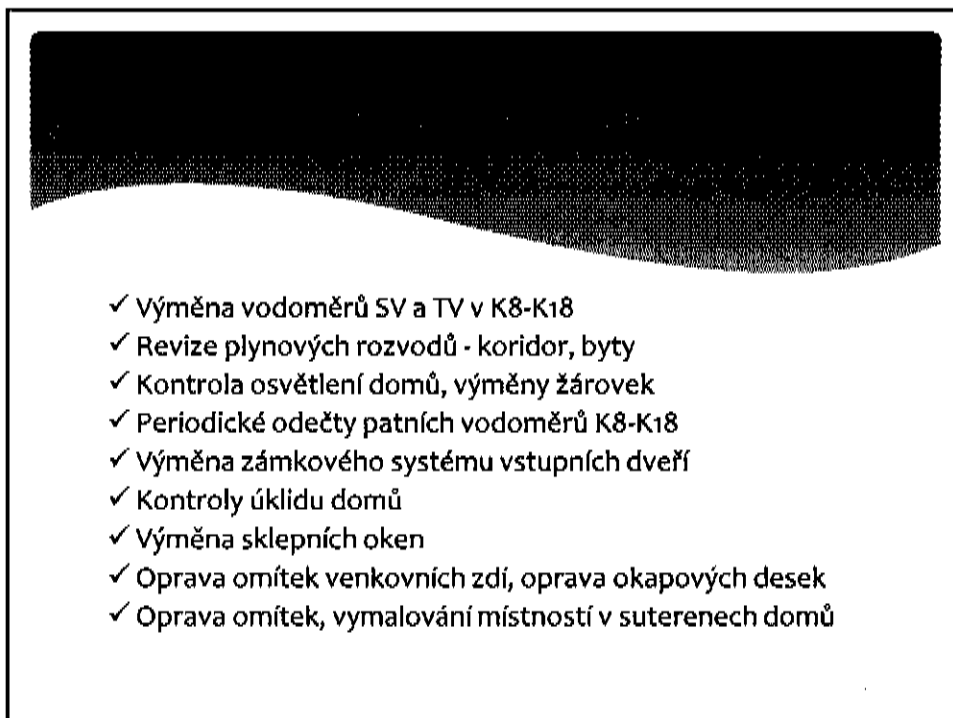 ✓ Výměna vodoměrů SV a TV v K8-K18
✓ Revize plynových rozvodů - koridor, byty
✓ Kontrola osvětlení domů, výměny žárovek
✓ Periodické odečty patních vodoměrů K8-K18
✓ Výměna zámkového systému vstupních dveří
✓ Kontroly úklidu domů
✓ Výměna sklepních oken
✓ Oprava omítek venkovních zdí, oprava okapových desek
✓ Oprava omítek, vymalování místností v suterenech domů